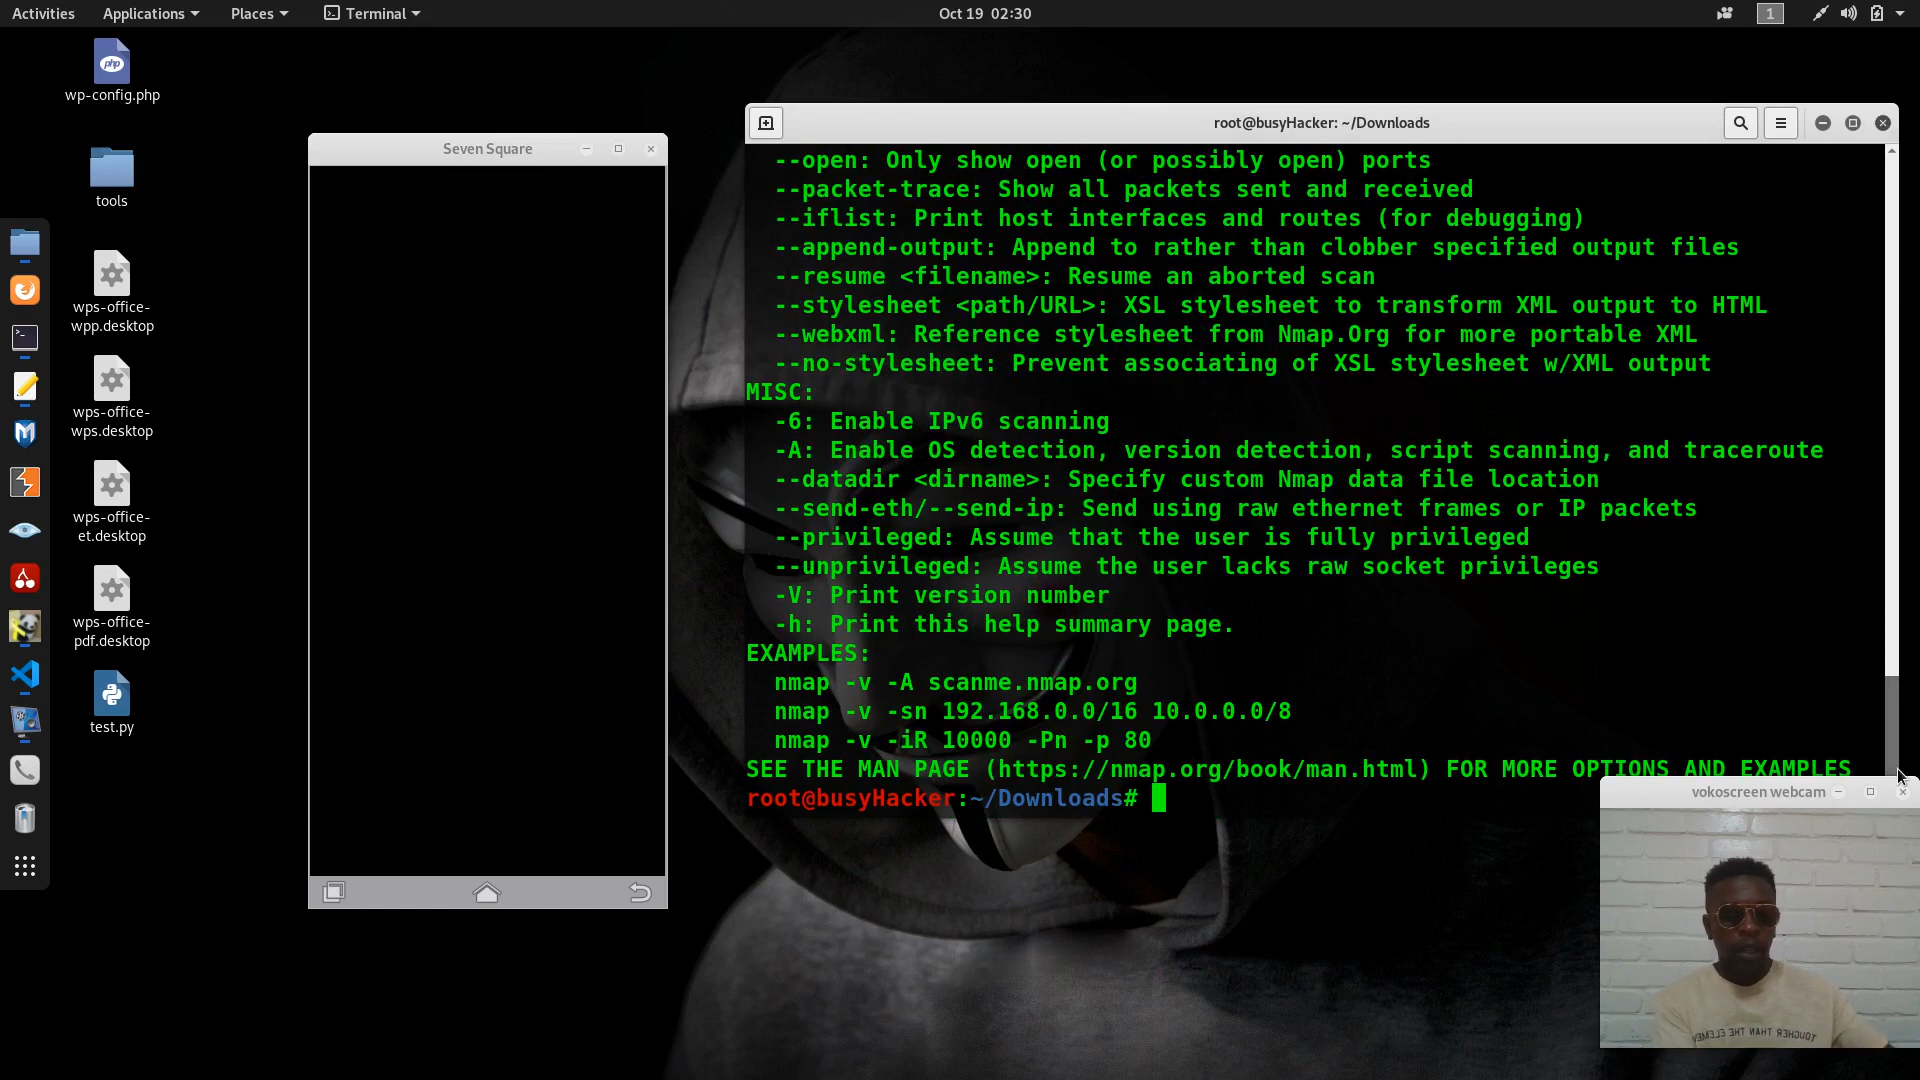 Activities
Applications
Places
Terminal
Oct 19 02:30
1
php
wp-config.php
tools
wps-office-
wpp.desktop
wps-office-
wps.desktop
wps-office-
et.desktop
wps-office-
pdf.desktop
test.py
Seven Square
root@busyHacker: ~/Downloads
--open: Only show open (or possibly open) ports
--packet-trace: Show all packets sent and received
--iflist: Print host interfaces and routes (for debugging)
--append-output: Append to rather than clobber specified output files
--resume <filename>: Resume an aborted scan
--stylesheet <path/URL>: XSL stylesheet to transform XML output to HTML
--webxml: Reference stylesheet from Nmap.Org for more portable XML
--no-stylesheet: Prevent associating of XSL stylesheet w/XML output
MISC:
-6: Enable IPv6 scanning
-A: Enable OS detection, version detection, script scanning, and traceroute
--datadir <dirname>: Specify custom Nmap data file location
--send-eth/--send-ip: Send using raw ethernet frames or IP packets
--privileged: Assume that the user is fully privileged
--unprivileged: Assume the user lacks raw socket privileges
-V: Print version number
-h: Print this help summary page.
EXAMPLES:
nmap -v -A scanme.nmap.org
nmap -v -sn 192.168.0.0/16 10.0.0.0/8
nmap -v -iR 10000 -Pn -p 80
SEE THE MAN PAGE (https://nmap.org/book/man.html) FOR MORE OPTIONS AND EXAMPLES
root@busyHacker:~/Downloads#
vokoscreen webcam
TOUGHER THAN THE